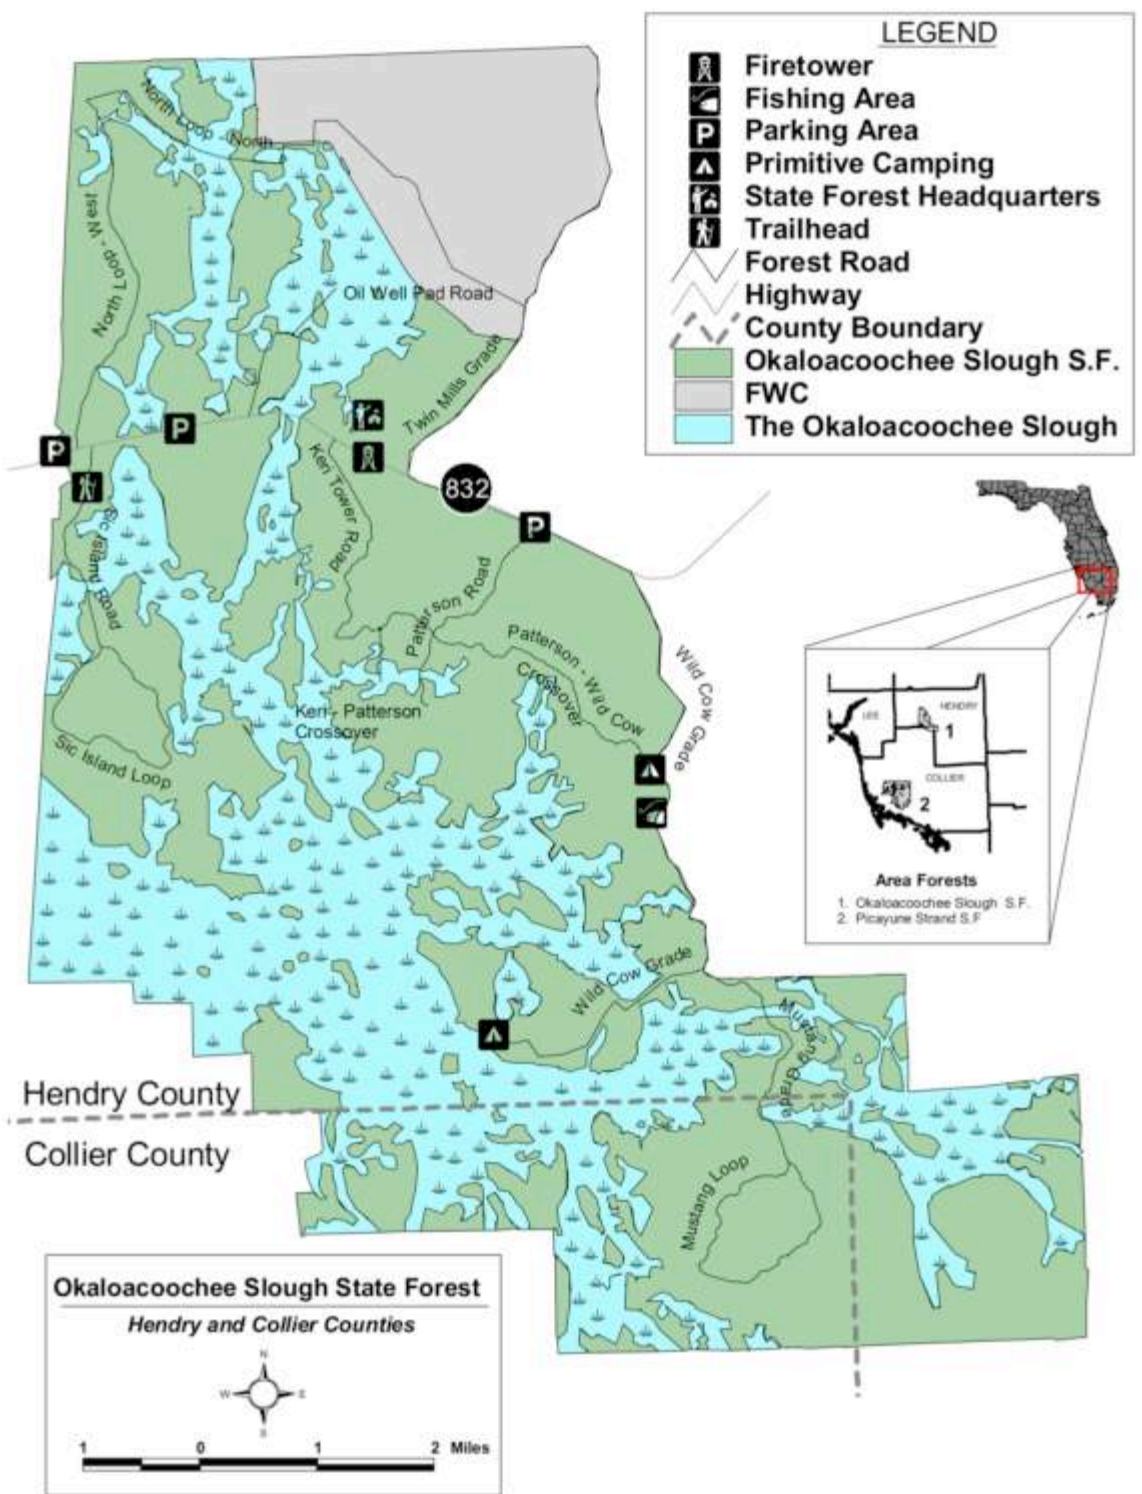 LEGEND
Firetower
Fishing Area
P Parking Area
Primitive Camping
State Forest Headquarters
Trailhead
Forest Road
Highway
County Boundary
Okaloacoochee Slough S.F.
FWC
The Okaloacoochee Slough
North Loop - North
North Loop - West
Oil Well Pad Road
Twin Mills Grade
P
P
832
P
Keri Tower Road
Sic Island Road
Patterson Road
Patterson - Wild Cow
Crossover
Wild Cow Grade
Keri - Patterson
Crossover
Sic Island Loop
Wild Cow Grade
Mustang Grade
Mustang Loop
Hendry County
Collier County
LEE
HENDRY
1
COLLIER
2
Area Forests
1. Okaloacoochee Slough S.F.
2. Picayune Strand S.F
Okaloacoochee Slough State Forest
Hendry and Collier Counties
N
W
E
S
1 0 1 2 Miles